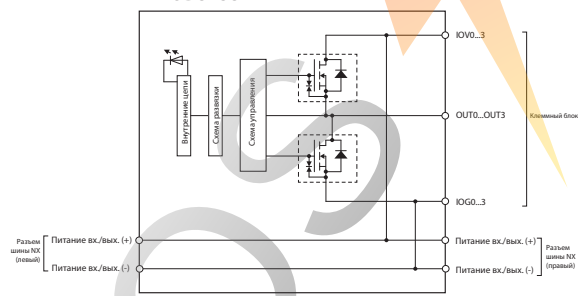 IOV0...3
Внутренние цепи
Схема развязки
Схема управления
OUT0...OUT3
Клеммный блок
IOG0...3
Разъем
шины NX
(левый)
Питание вх./вых. (+)
Питание вх./вых. (-)
Питание вх./вых. (+)
Питание вх./вых. (-)
Разъем
шины NX
(правый)